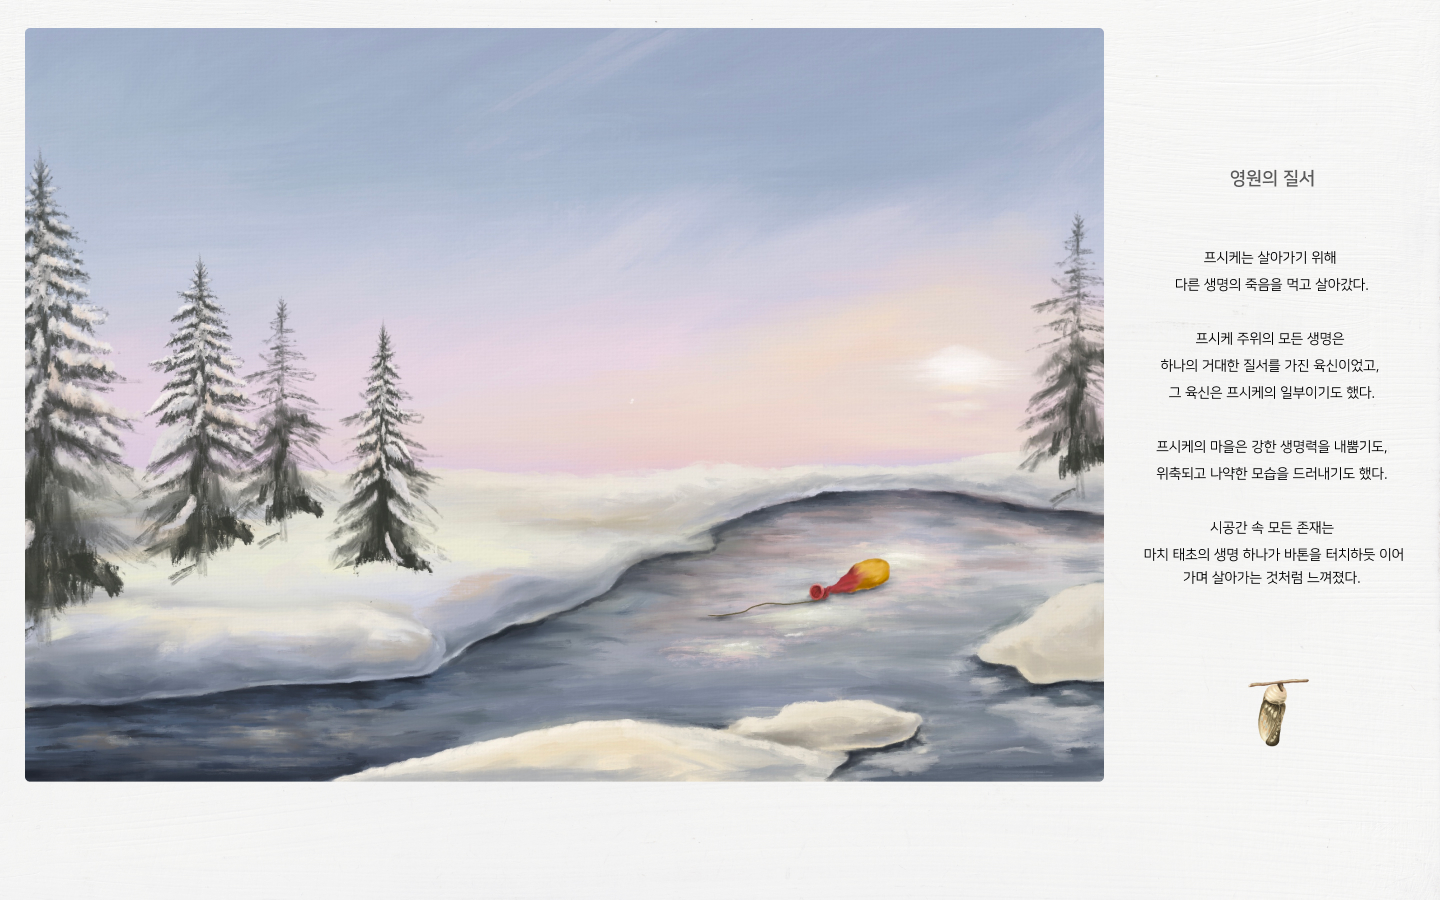 영원의 질서
프시케는 살아가기 위해
다른 생명의 죽음을 먹고 살아갔다.
프시케 주위의 모든 생명은
하나의 거대한 질서를 가진 육신이었고,
그 육신은 프시케의 일부이기도 했다.
프시케의 마을은 강한 생명력을 내뿜기도,
위축되고 나약한 모습을 드러내기도 했다.
시공간 속 모든 존재는
마치 태초의 생명 하나가 바톤을 터치하듯 이어
가며 살아가는 것처럼 느껴졌다.